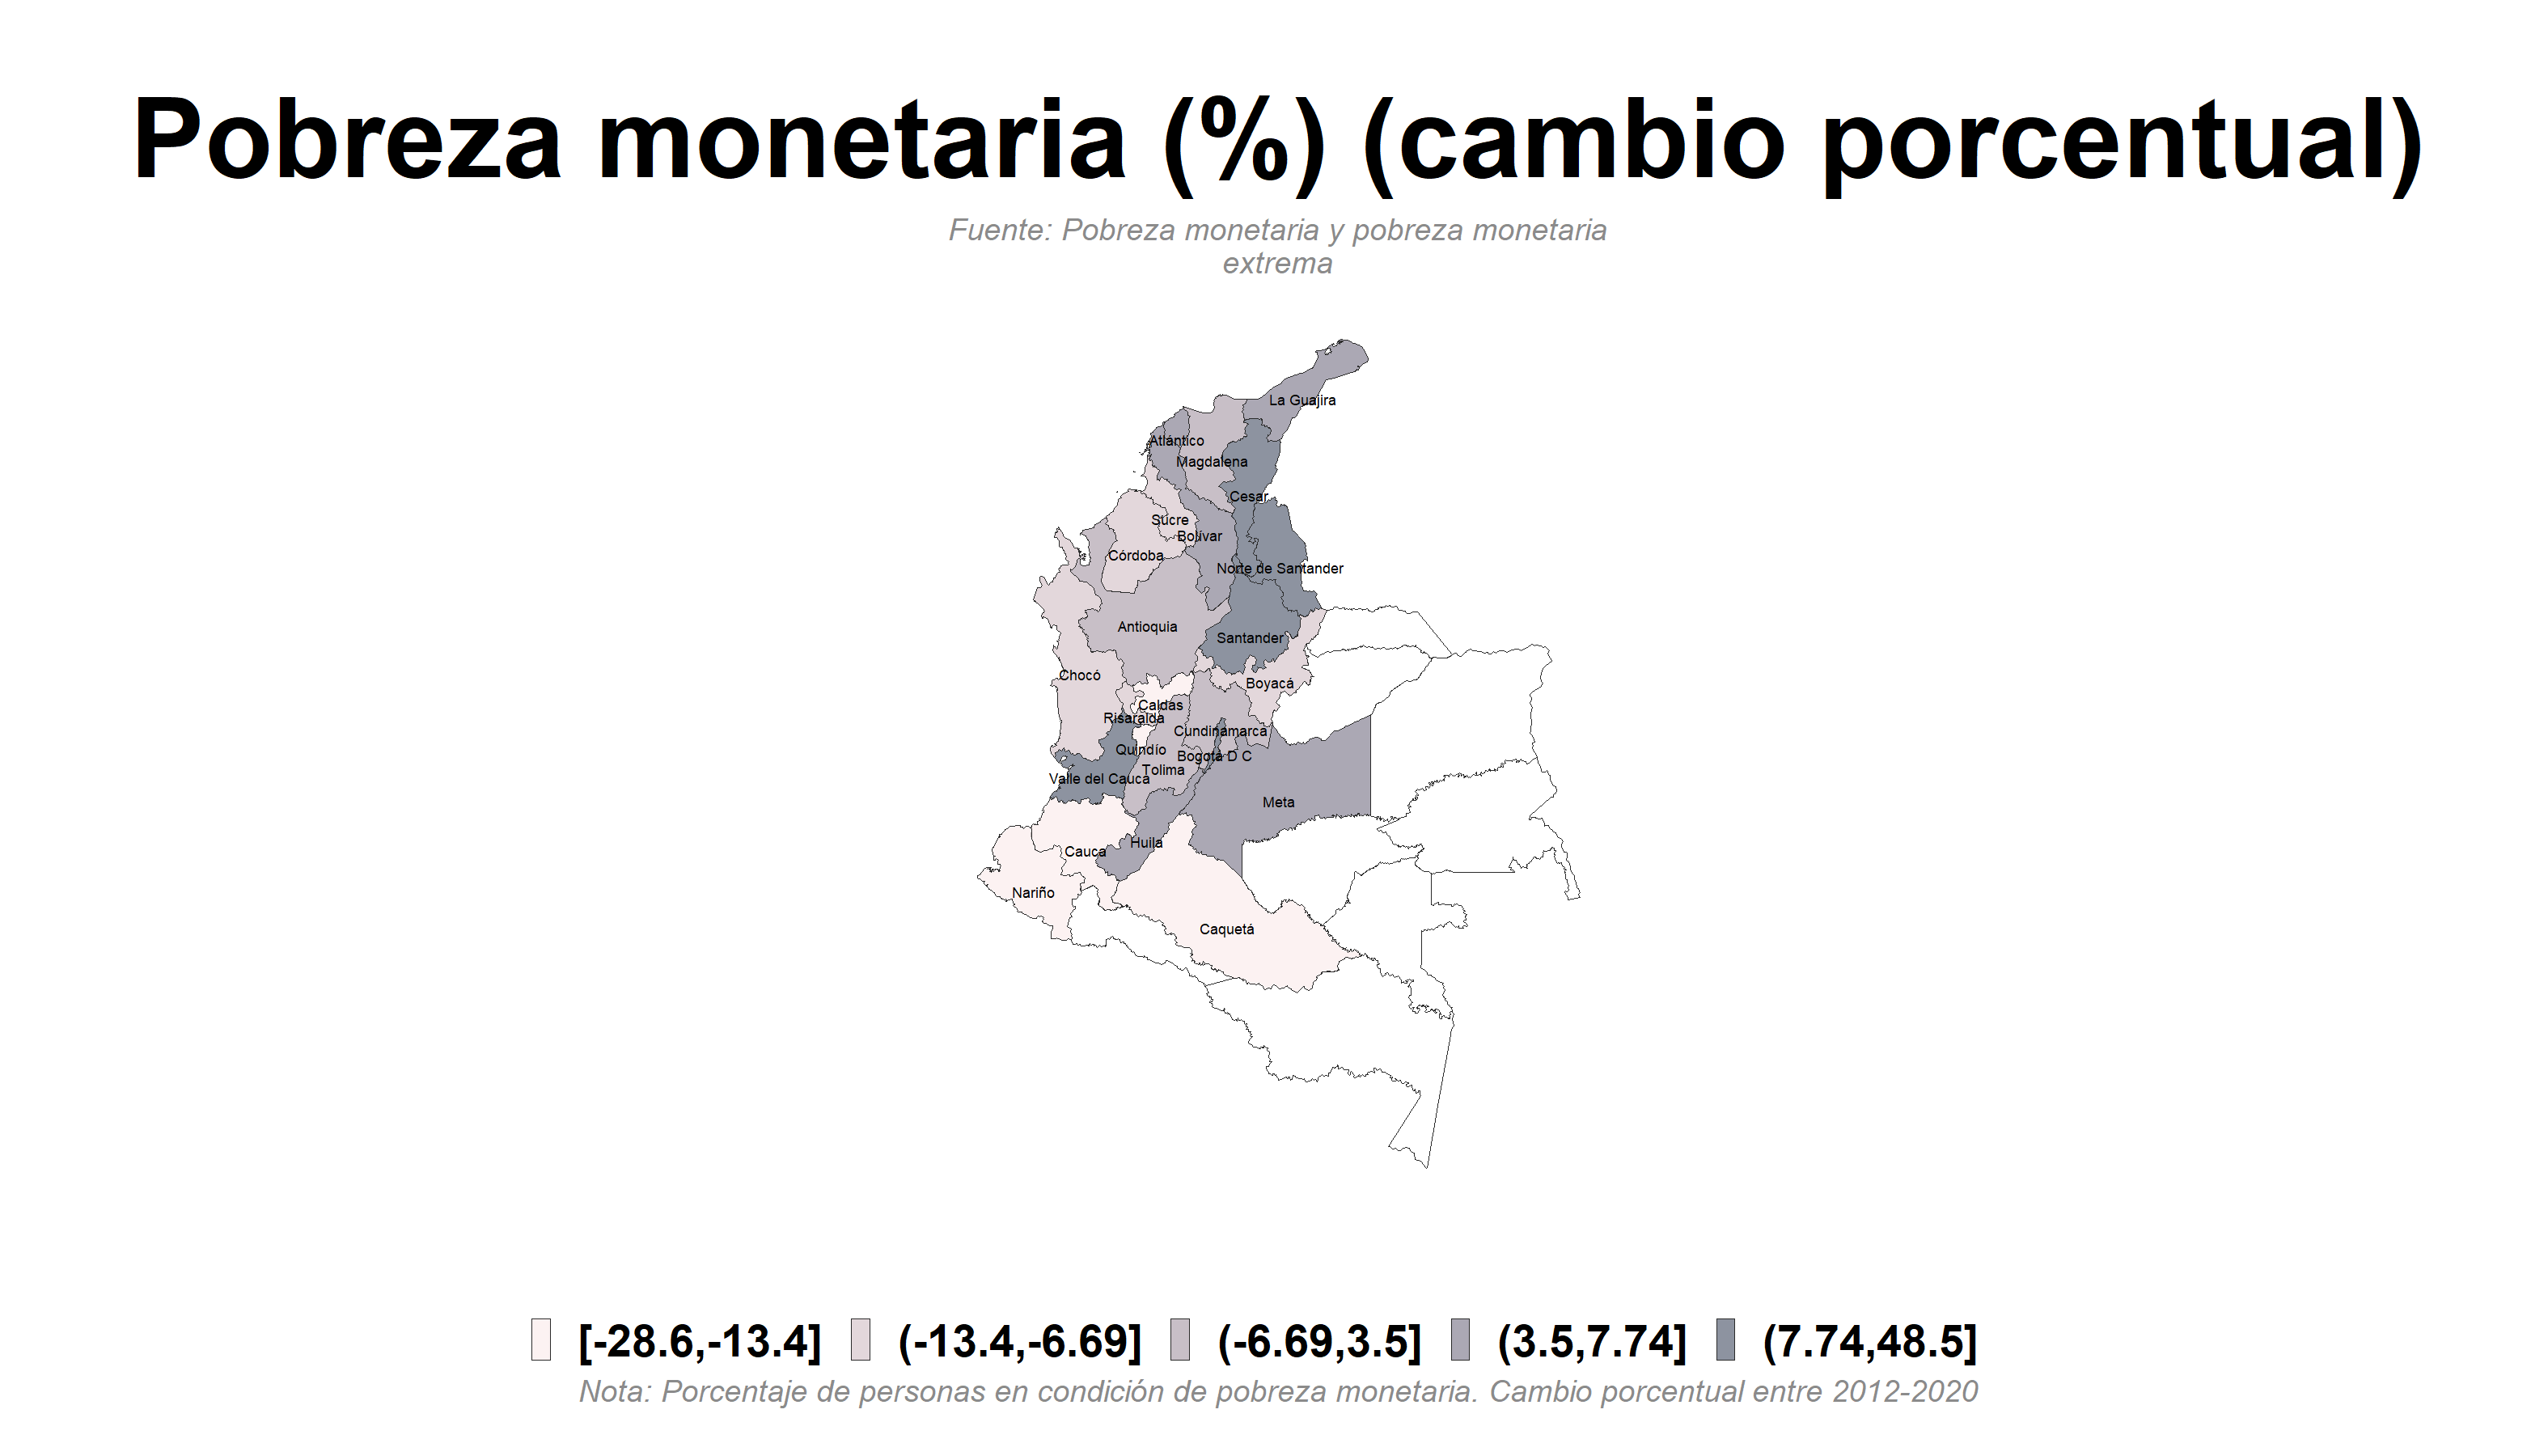 Pobreza monetaria (%) (cambio porcentual)
Fuente: Pobreza monetaria y pobreza monetaria
extrema
La Guajira
Atlántico
Magdalena
Cesar
Sucre
Bolívar
Córdoba
Norte de Santander
Antioquia
Santander
Chocó
Boyacá
Caldas
Risaralda
Cundinamarca
Quindío
Bogotá D C
Tolima
Valle del Cauca
Meta
Huila
Cauca
Nariño
Caquetá
[-28.6,-13.4] (-13.4,-6.69] (-6.69,3.5] (3.5,7.74] (7.74,48.5]
Nota: Porcentaje de personas en condición de pobreza monetaria. Cambio porcentual entre 2012-2020